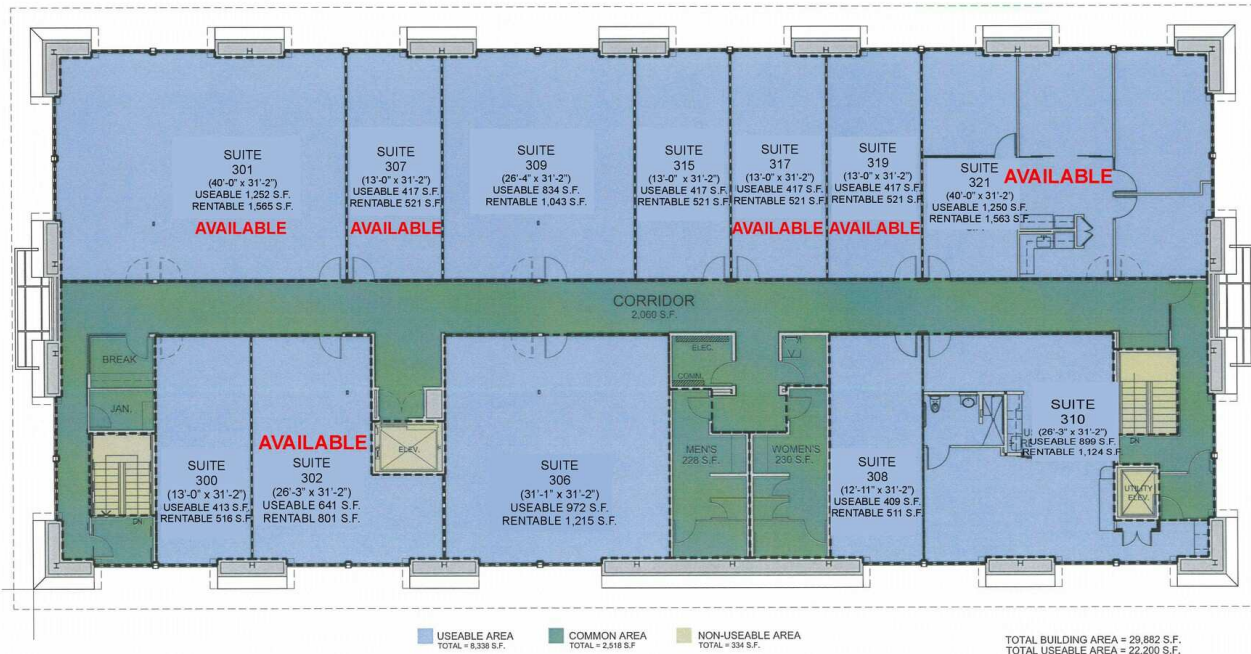 SUITE
301
(40'-0" x 31'-2")
USEABLE 1,252 S.F.
RENTABLE 1,565 S.F.
AVAILABLE
SUITE
307
(13'-0" x 31'-2")
USEABLE 417 S.F.
RENTABLE 521 S.F.
AVAILABLE
SUITE
309
(26'-4" x 31'-2")
USEABLE 834 S.F.
RENTABLE 1,043 S.F.
SUITE
315
(13'-0" x 31'-2")
USEABLE 417 S.F.
RENTABLE 521 S.F.
SUITE
317
(13'-0" x 31'-2")
USEABLE 417 S.F.
RENTABLE 521 S.F.
AVAILABLE
SUITE
319
(13'-0" x 31'-2")
USEABLE 417 S.F.
RENTABLE 521 S.F.
AVAILABLE
SUITE
321
AVAILABLE
(40'-0" x 31'-2")
USEABLE 1,250 S.F.
RENTABLE 1,563 S.F.
CORRIDOR
2,060 S.F.
BREAK
JAN.
DN
SUITE
300
(13'-0" x 31'-2")
USEABLE 413 S.F.
RENTABLE 516 S.F.
AVAILABLE
SUITE
302
(26'-3" x 31'-2")
USEABLE 641 S.F.
RENTABL 801 S.F.
ELEV.
SUITE
306
(31'-1" x 31'-2")
USEABLE 972 S.F.
RENTABLE 1,215 S.F.
ELEC.
COMM.
MEN'S
228 S.F.
WOMEN'S
230 S.F.
SUITE
308
(12'-11" x 31'-2")
USEABLE 409 S.F.
RENTABLE 511 S.F.
SUITE
310
(26'-3" x 31'-2")
USEABLE 899 S.F.
RENTABLE 1,124 S.F.
DN
UTILITY
ELEV.
USEABLE AREA
TOTAL = 8,338 S.F.
COMMON AREA
TOTAL = 2,518 S.F.
NON-USEABLE AREA
TOTAL = 334 S.F.
TOTAL BUILDING AREA = 29,882 S.F.
TOTAL USEABLE AREA = 22,200 S.F.